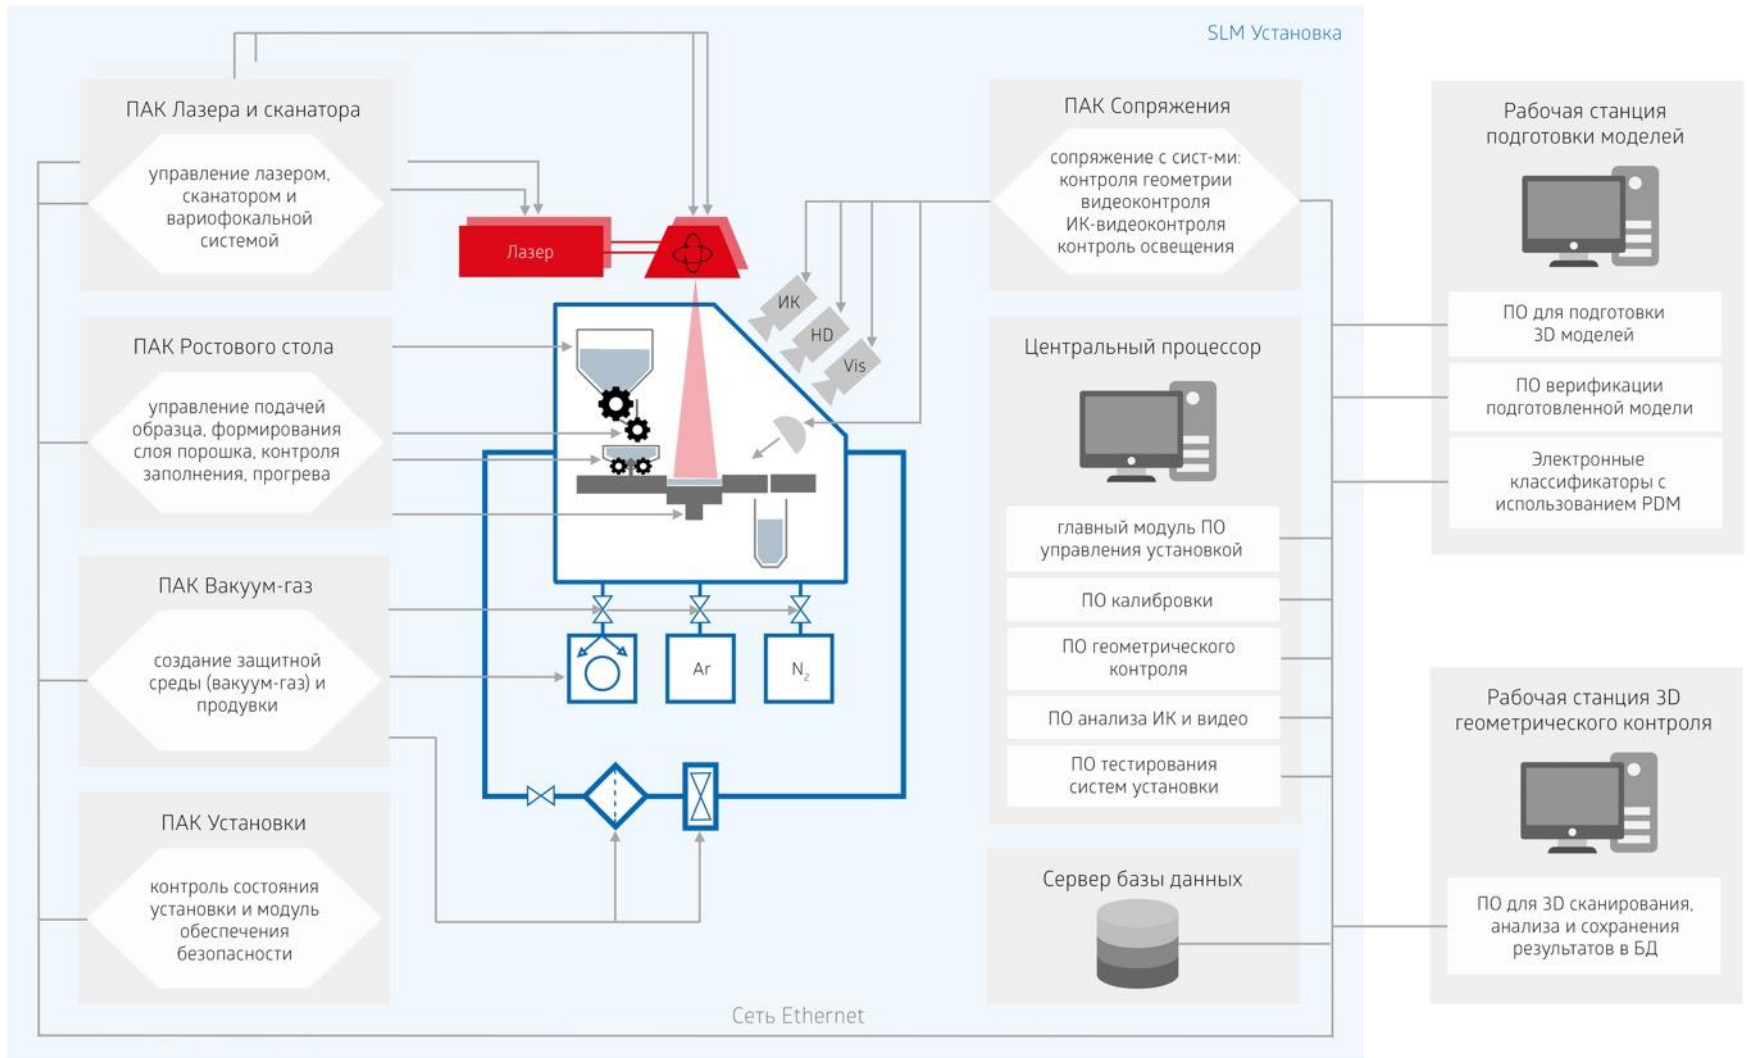 SLM Установка
ПАК Лазера и сканатора
управление лазером,
сканатором и
вариофокальной
системой
ПАК Ростового стола
управление подачей
образца, формирования
слоя порошка, контроля
заполнения, прогрева
ПАК Вакуум-газ
создание защитной
среды (вакуум-газ) и
продувки
ПАК Установки
контроль состояния
установки и модуль
обеспечения
безопасности
Лазер
ИК
HD
Vis
Ar
N₂
ПАК Сопряжения
сопряжение с сист-ми:
контроля геометрии
видеоконтроля
ИК-видеоконтроля
контроль освещения
Центральный процессор
главный модуль ПО
управления установкой
ПО калибровки
ПО геометрического
контроля
ПО анализа ИК и видео
ПО тестирования
систем установки
Сервер базы данных
Сеть Ethernet
Рабочая станция
подготовки моделей
ПО для подготовки
3D моделей
ПО верификации
подготовленной модели
Электронные
классификаторы с
использованием PDM
Рабочая станция 3D
геометрического контроля
ПО для 3D сканирования,
анализа и сохранения
результатов в БД